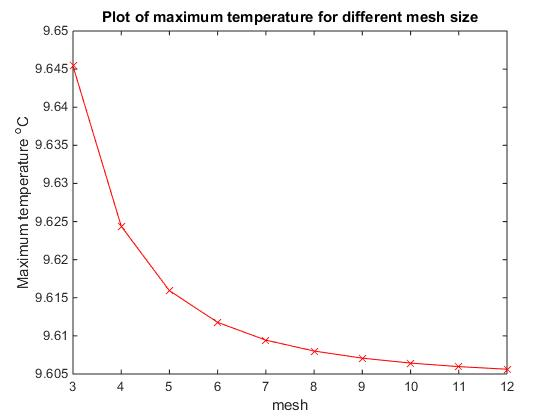 Plot of maximum temperature for different mesh size
Maximum temperature °C
9.65
9.645
9.64
9.635
9.63
9.625
9.62
9.615
9.61
9.605
3 4 5 6 7 8 9 10 11 12
mesh